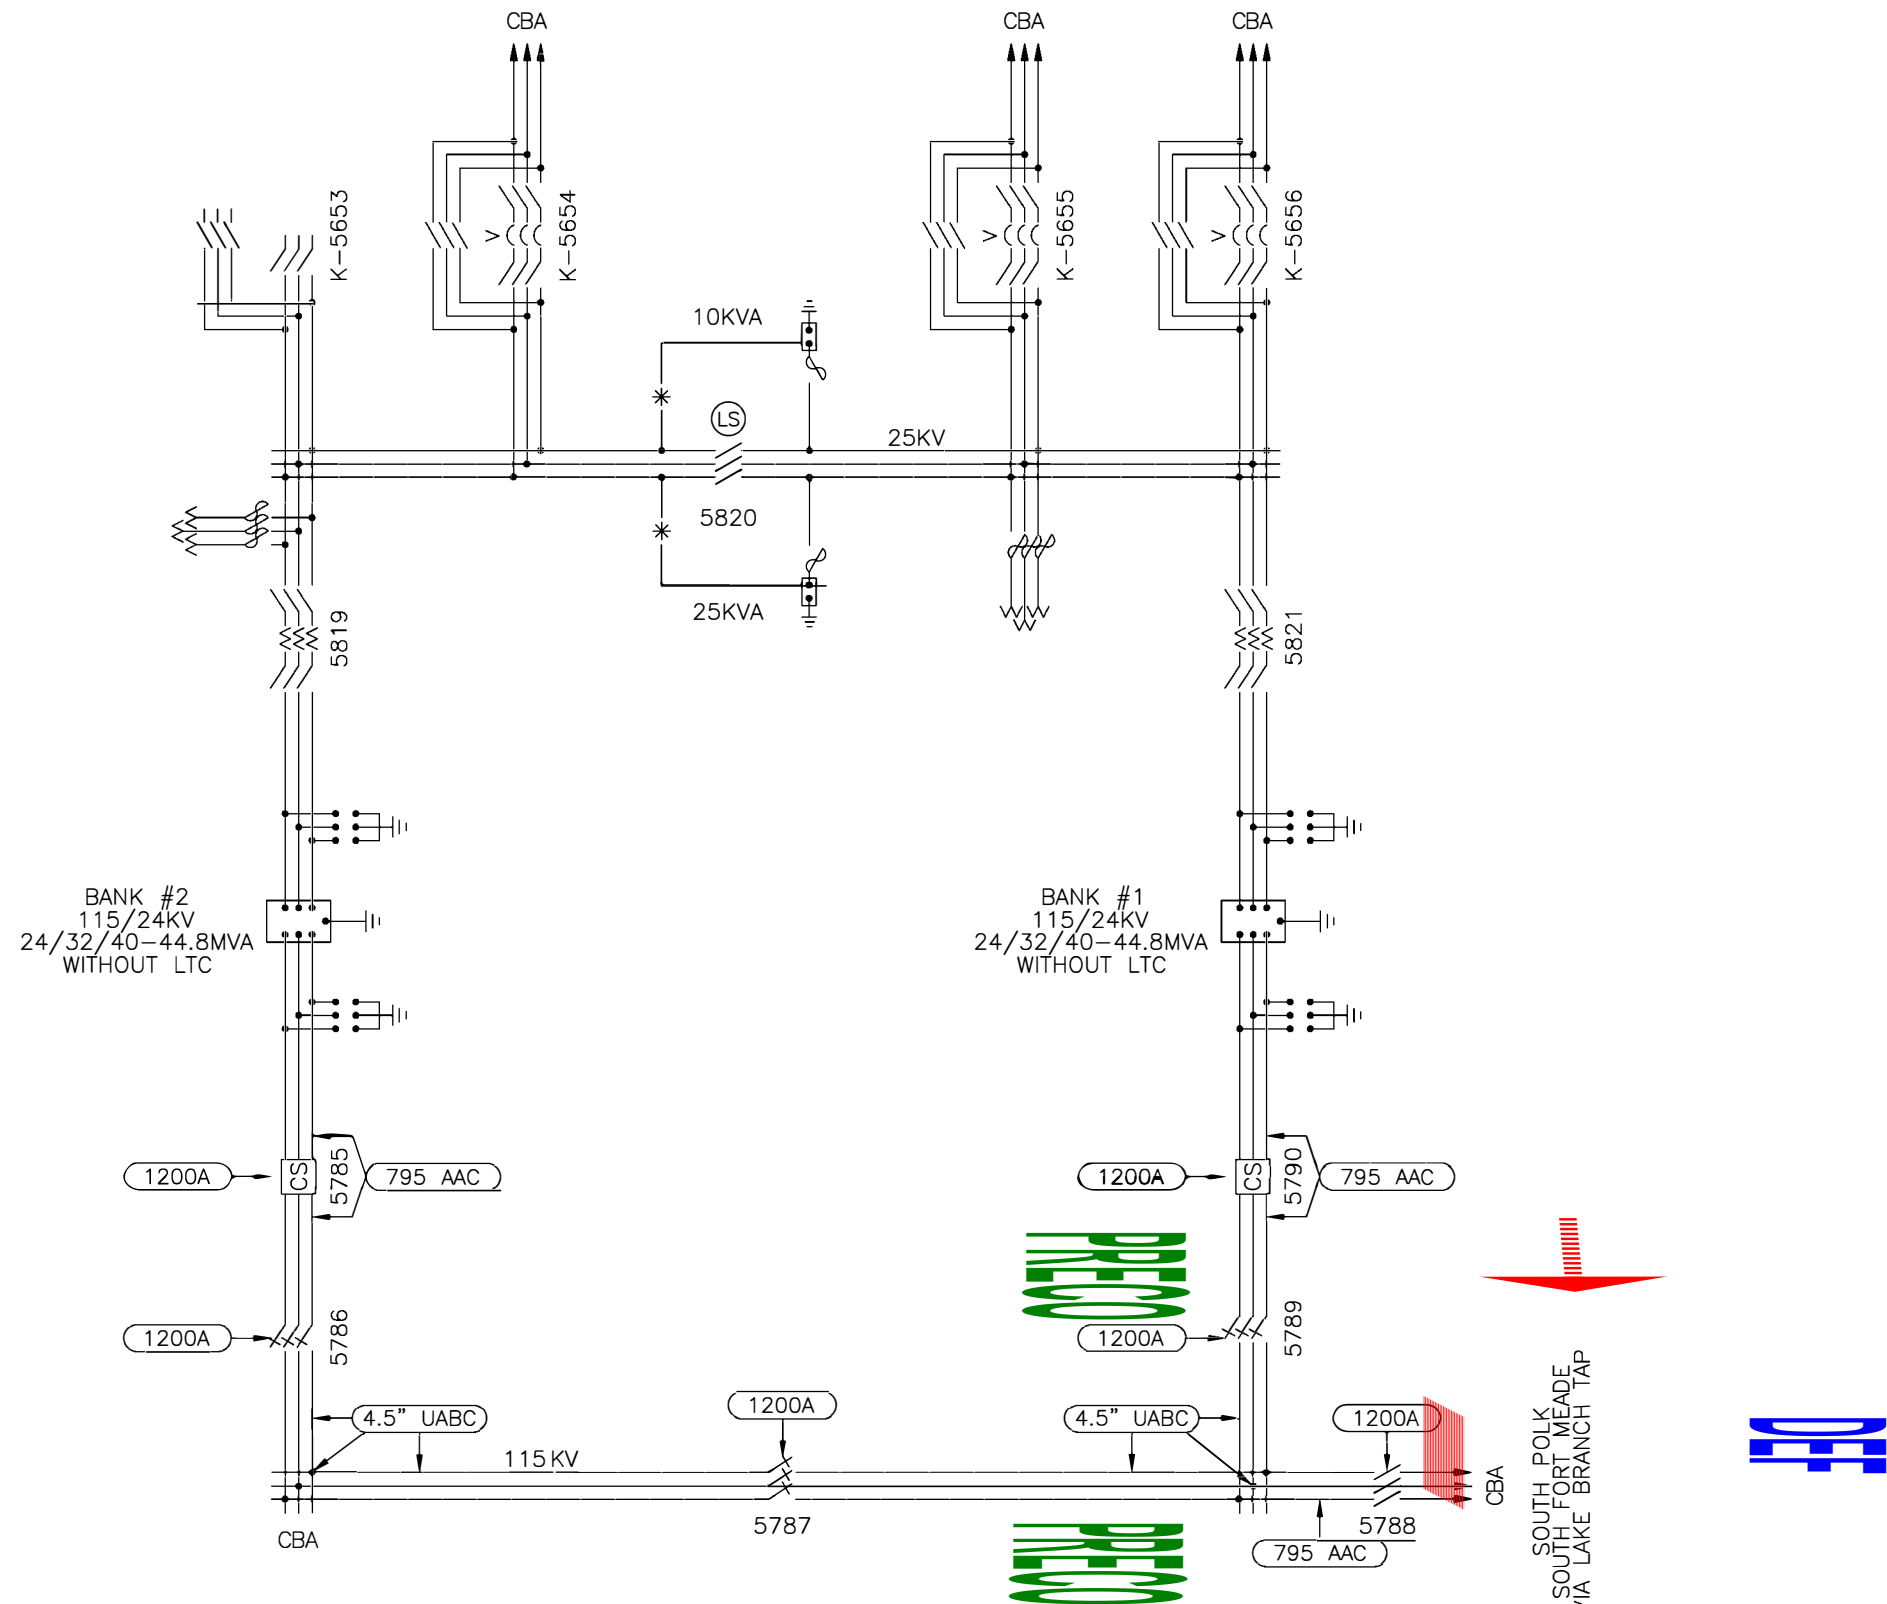 CBA
CBA
CBA
K-5653
K-5654
K-5655
K-5656
V
V
V
10KVA
LS
25KV
5820
25KVA
5819
5821
BANK #2
115/24KV
24/32/40-44.8MVA
WITHOUT LTC
BANK #1
115/24KV
24/32/40-44.8MVA
WITHOUT LTC
1200A
CS
5785
795 AAC
1200A
CS
5790
795 AAC
1200A
5786
1200A
5789
4.5" UABC
1200A
4.5" UABC
1200A
115KV
CBA
5787
5788
795 AAC
CBA
SOUTH POLK
SOUTH FORT MEADE
VIA LAKE BRANCH TAP